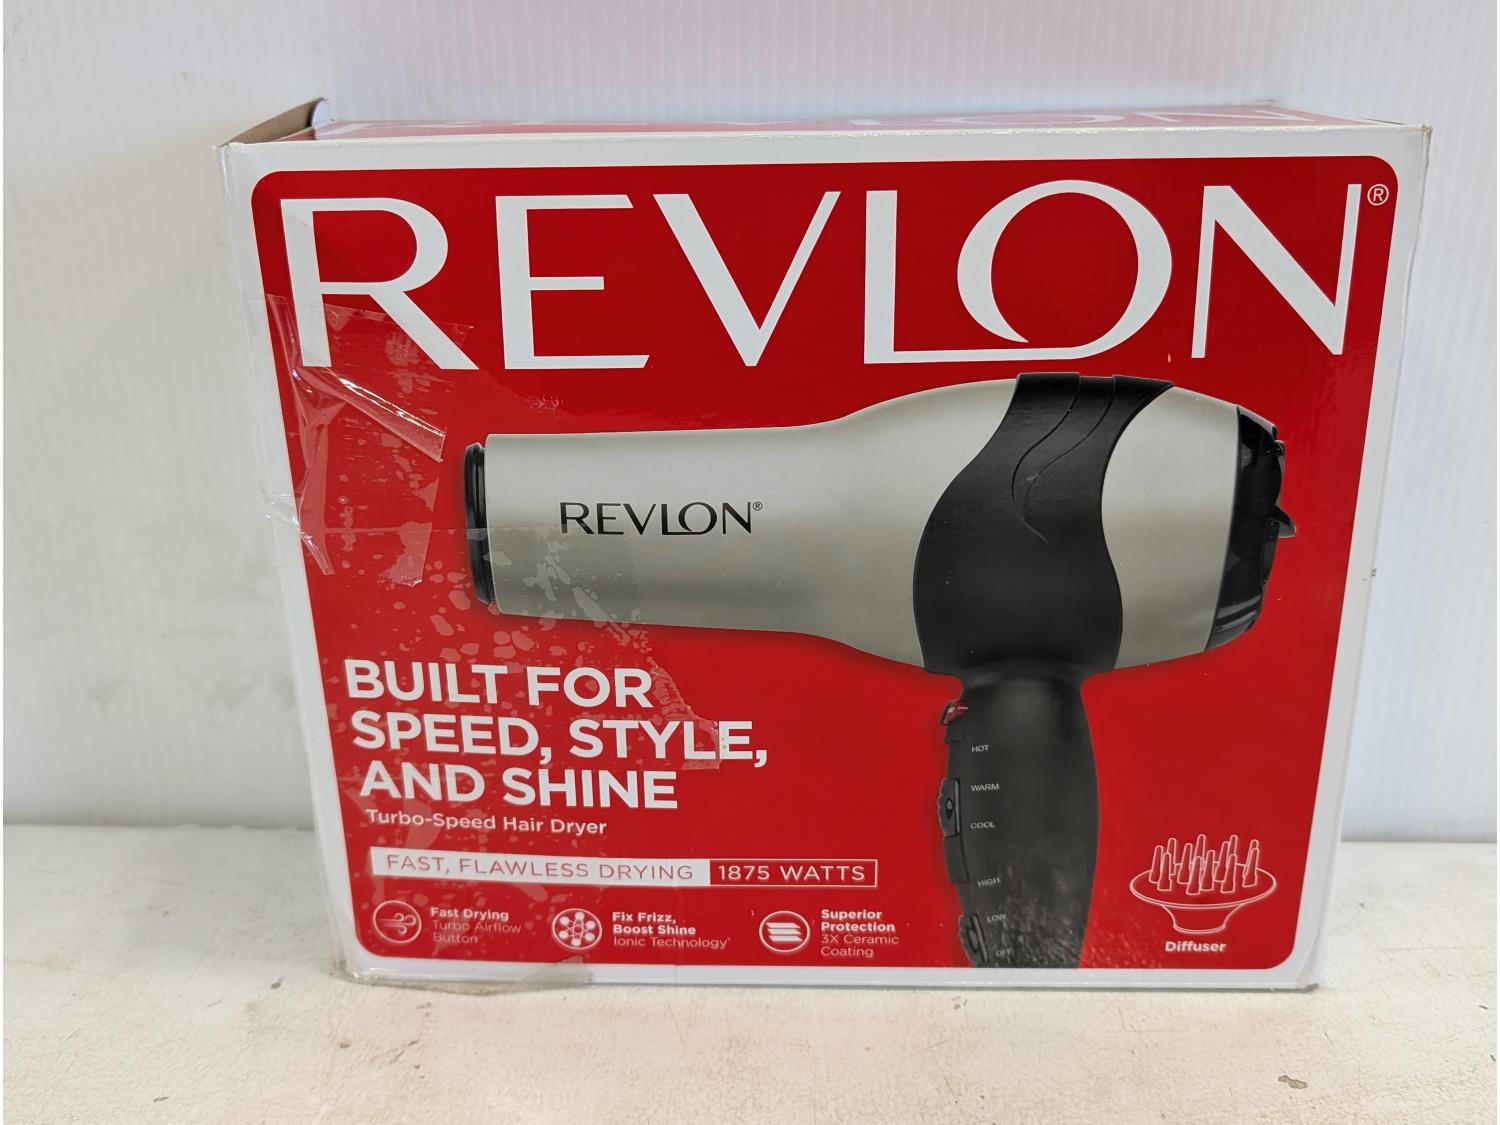 REVLON®
REVLON®
BUILT FOR
SPEED, STYLE,
AND SHINE
Turbo-Speed Hair Dryer
FAST, FLAWLESS DRYING 1875 WATTS
Fast Drying
Turbo Airflow
Button
Fix Frizz,
Boost Shine
Ionic Technology
Superior
Protection
3X Ceramic
Coating
HOT
WARM
COOL
HIGH
LOW
OFF
Diffuser